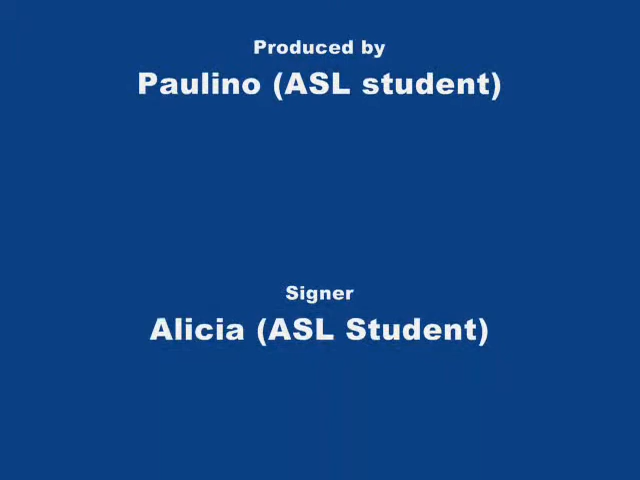 Produced by
Paulino (ASL student)
Signer
Alicia (ASL Student)